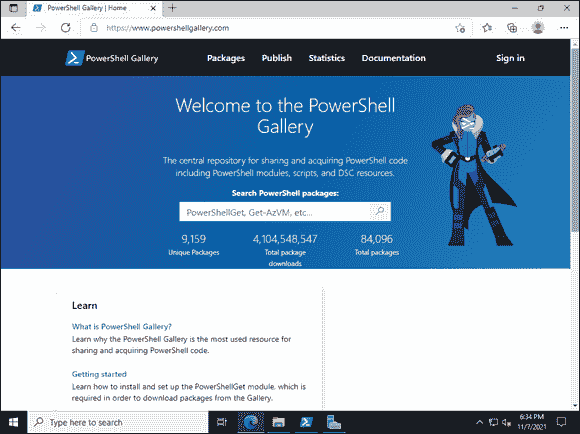 PowerShell Gallery | Home
https://www.powershellgallery.com
PowerShell Gallery
Packages
Publish
Statistics
Documentation
Sign in
Welcome to the PowerShell
Gallery
The central repository for sharing and acquiring PowerShell code
including PowerShell modules, scripts, and DSC resources.
Search PowerShell packages:
PowerShellGet, Get-AzVM, etc...
9,159
Unique Packages
4,104,548,547
Total package
downloads
84,096
Total packages
Learn
What is PowerShell Gallery?
Learn why the PowerShell Gallery is the most used resource for
sharing and acquiring PowerShell code.
Getting started
Learn how to install and set up the PowerShellGet module, which is
required in order to download packages from the Gallery.
Type here to search
6:34 PM
11/7/2021